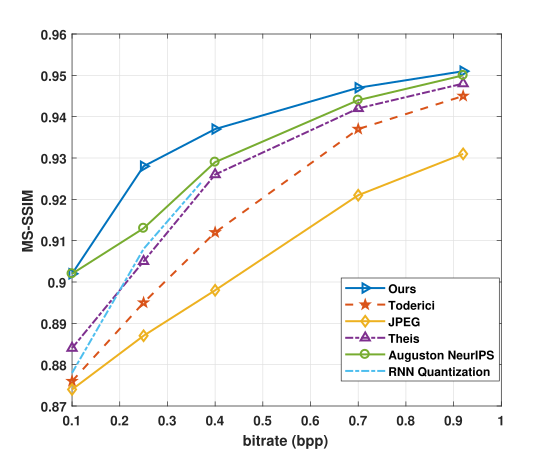 0.96
0.95
0.94
0.93
0.92
0.91
0.9
0.89
0.88
0.87
MS-SSIM
0.1 0.2 0.3 0.4 0.5 0.6 0.7 0.8 0.9 1
bitrate (bpp)
Ours
Toderici
JPEG
Theis
Auguston NeurIPS
RNN Quantization